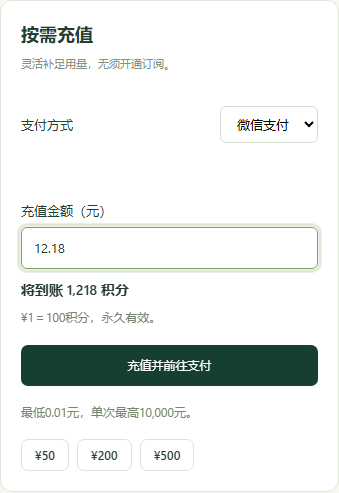 按需充值
灵活补足用量，无须开通订阅。
支付方式
微信支付
充值金额（元）
12.18
将到账 1,218 积分
¥1 = 100积分，永久有效。
充值并前往支付
最低0.01元，单次最高10,000元。
¥50 ¥200 ¥500